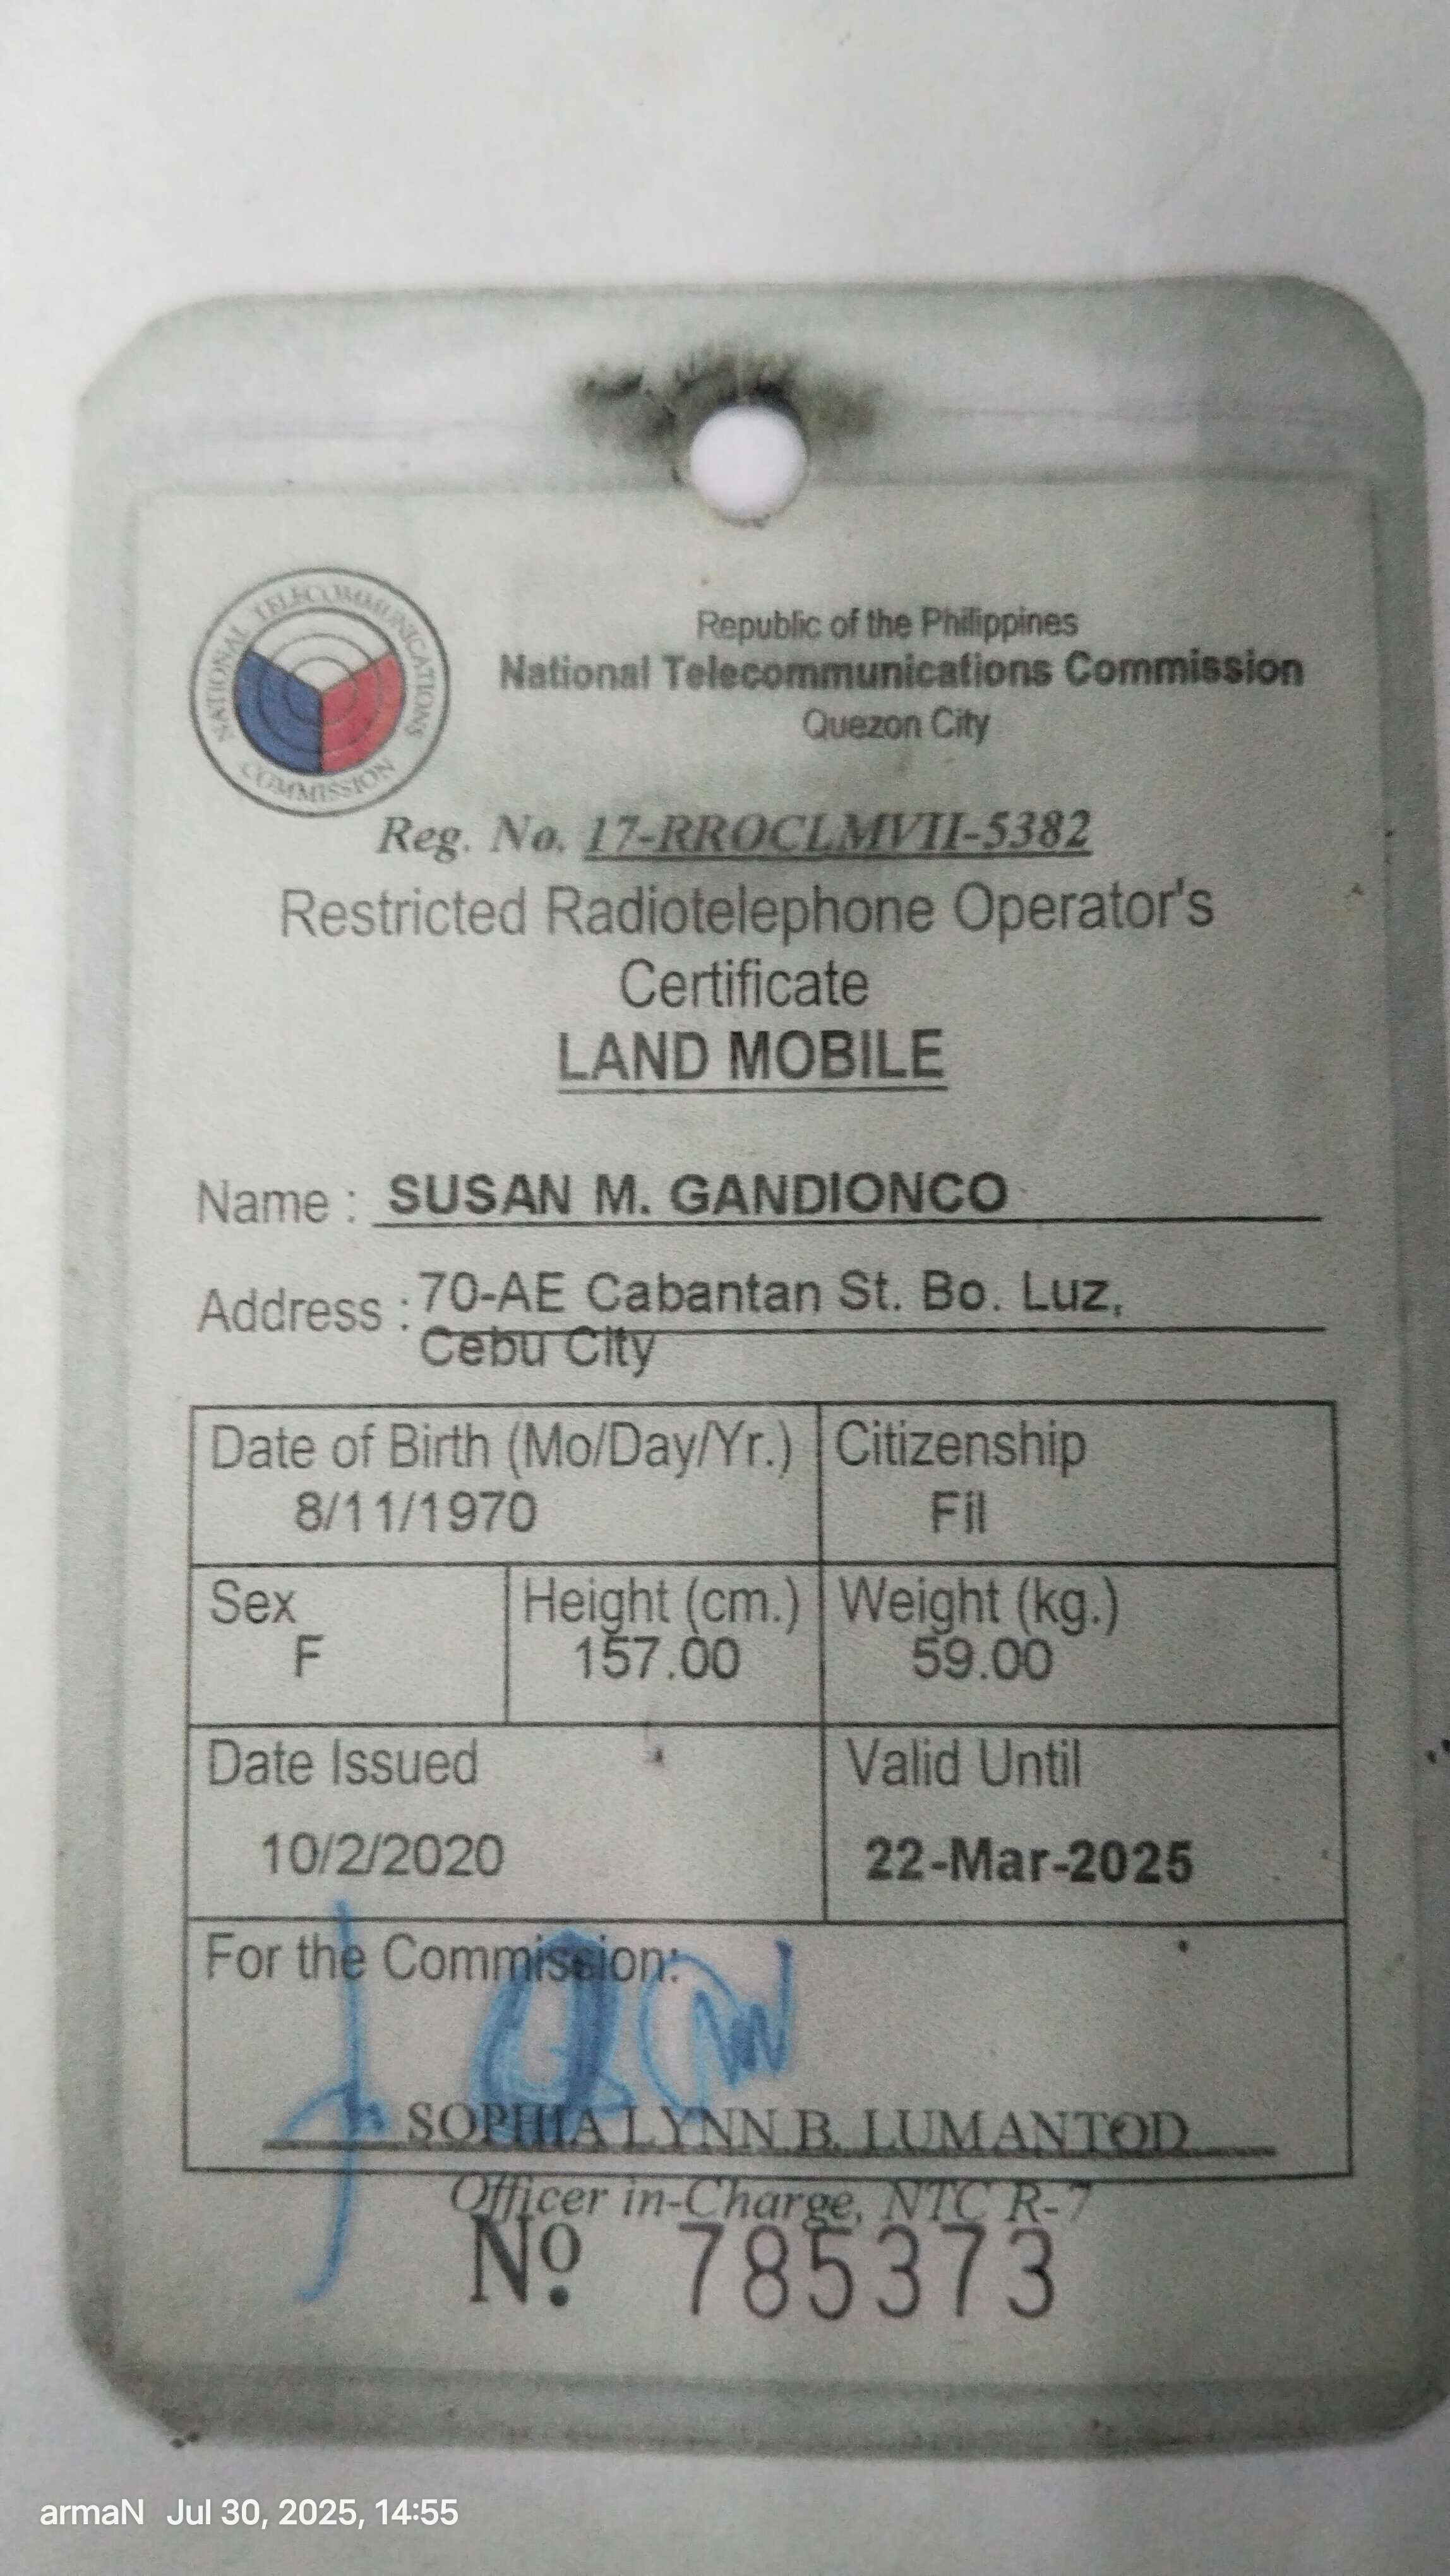 NATIONAL TELECOMMUNICATIONS COMMISSION
Republic of the Philippines
National Telecommunications Commission
Quezon City
Reg. No. 17-RROCLMVII-5382
Restricted Radiotelephone Operator's
Certificate
LAND MOBILE
Name : SUSAN M. GANDIONCO
Address : 70-AE Cabantan St. Bo. Luz,
Cebu City
Date of Birth (Mo/Day/Yr.) Citizenship
8/11/1970 Fil
Sex Height (cm.) Weight (kg.)
F 157.00 59.00
Date Issued Valid Until
10/2/2020 22-Mar-2025
For the Commission:
SOPHIA LYNN B. LUMANTOD
Officer in-Charge, NTC R-7
Nº 785373
armaN Jul 30, 2025, 14:55